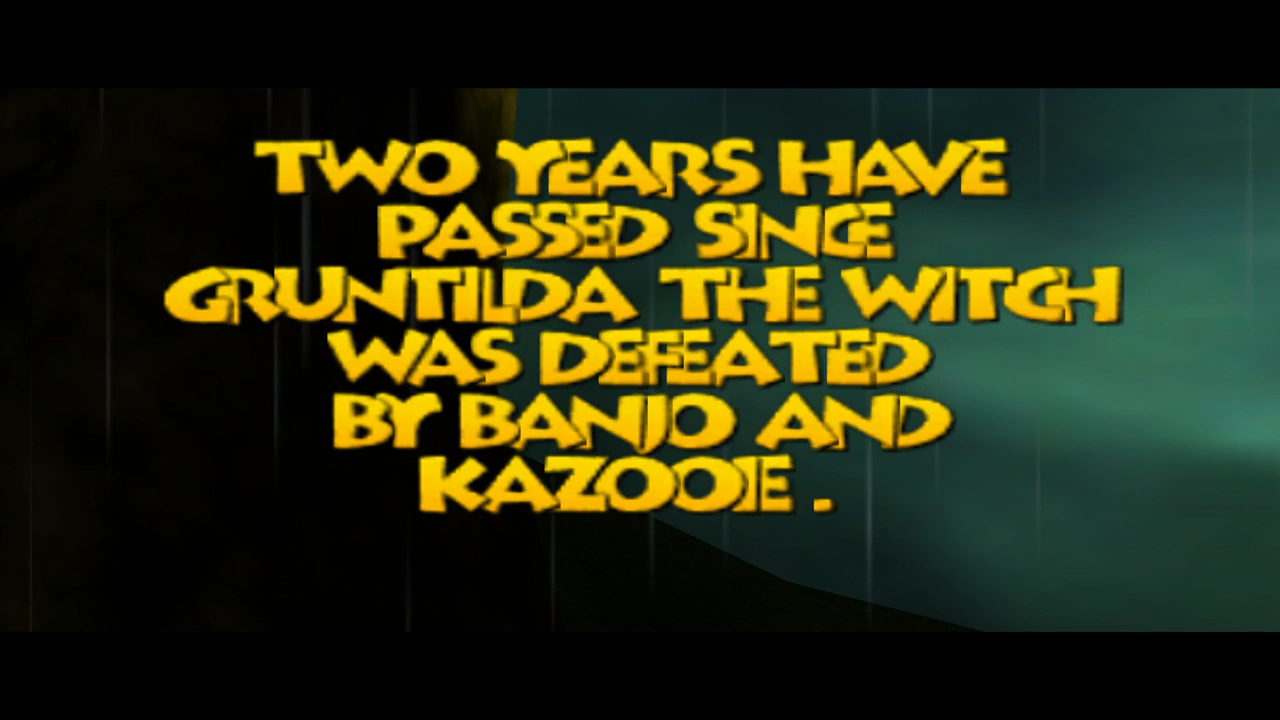 TWO YEARS HAVE
PASSED SINCE
GRUNTILDA THE WITCH
WAS DEFEATED
BY BANJO AND
KAZOOIE .